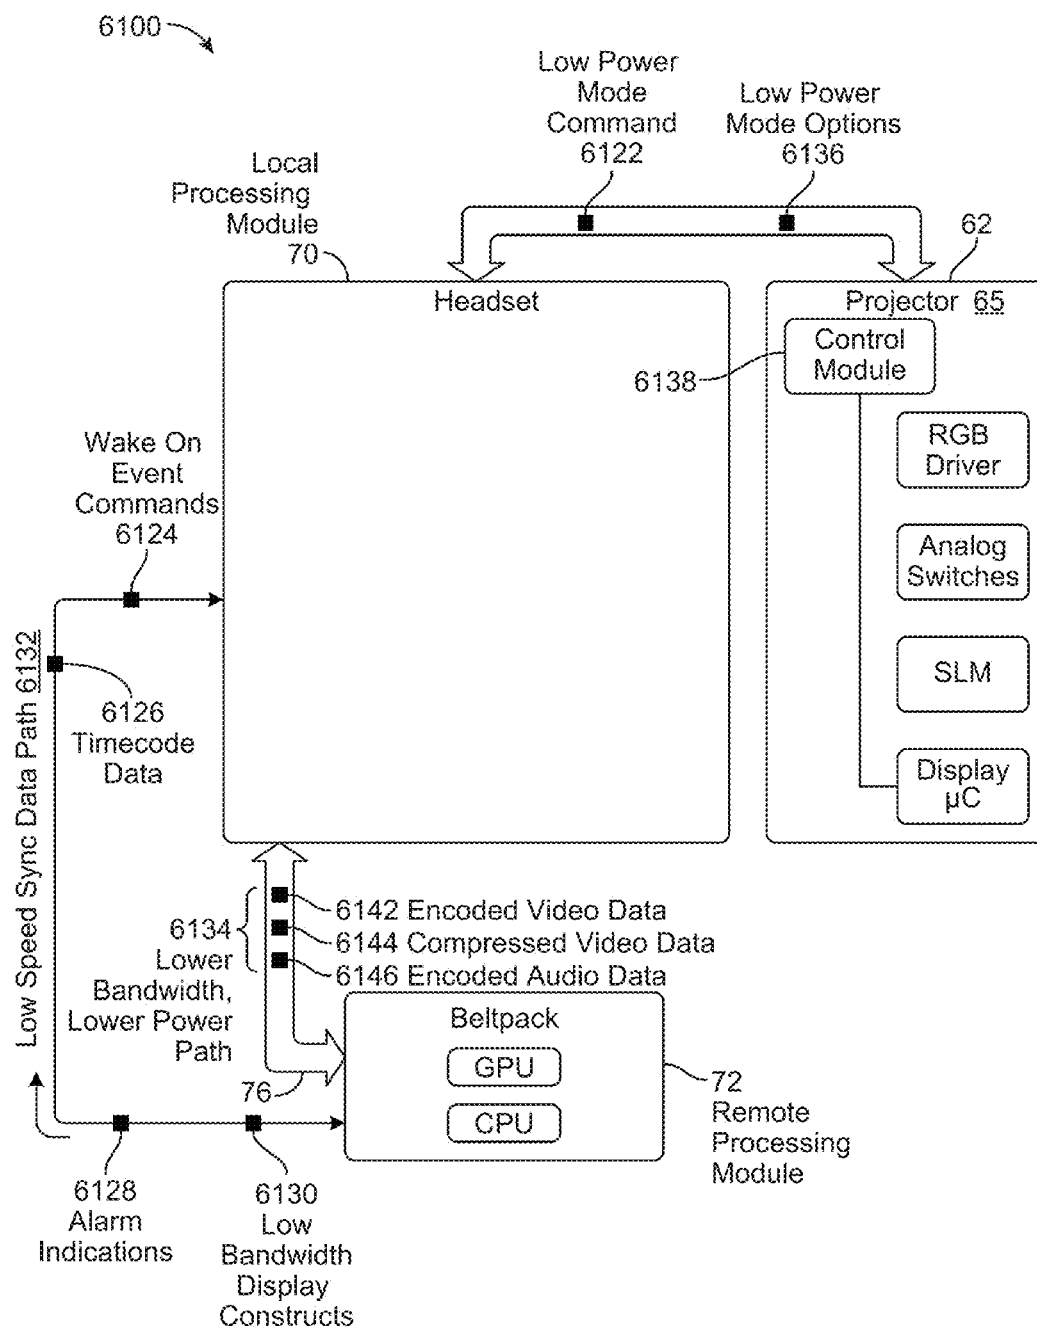 6100
Low Power
Mode
Command
6122
Low Power
Mode Options
6136
Local
Processing
Module
70
62
Headset
Projector 65
Control
Module
6138
RGB
Driver
Analog
Switches
SLM
Display
µC
Wake On
Event
Commands
6124
Low Speed Sync Data Path 6132
6126
Timecode
Data
6134
Lower
Bandwidth,
Lower Power
Path
6142 Encoded Video Data
6144 Compressed Video Data
6146 Encoded Audio Data
76
Beltpack
GPU
CPU
72
Remote
Processing
Module
6128
Alarm
Indications
6130
Low
Bandwidth
Display
Constructs